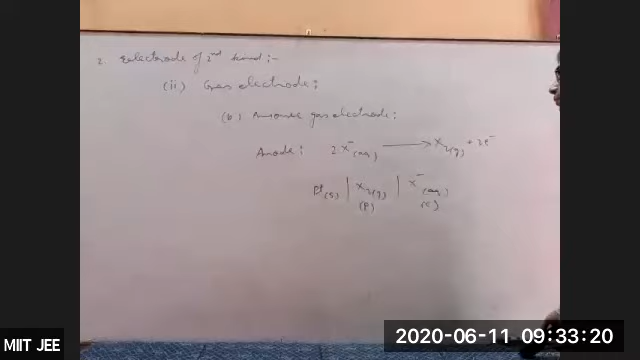 2. Electrode of 2nd kind :-
(ii) Gas electrode :
(b) Anionic gas electrode :
Anode : 2X⁻(aq) ⟶ X₂(g) + 2e⁻
Pt(s) | X₂(g) | X⁻(aq)
(P) (C)
MIIT JEE
2020-06-11 09:33:20